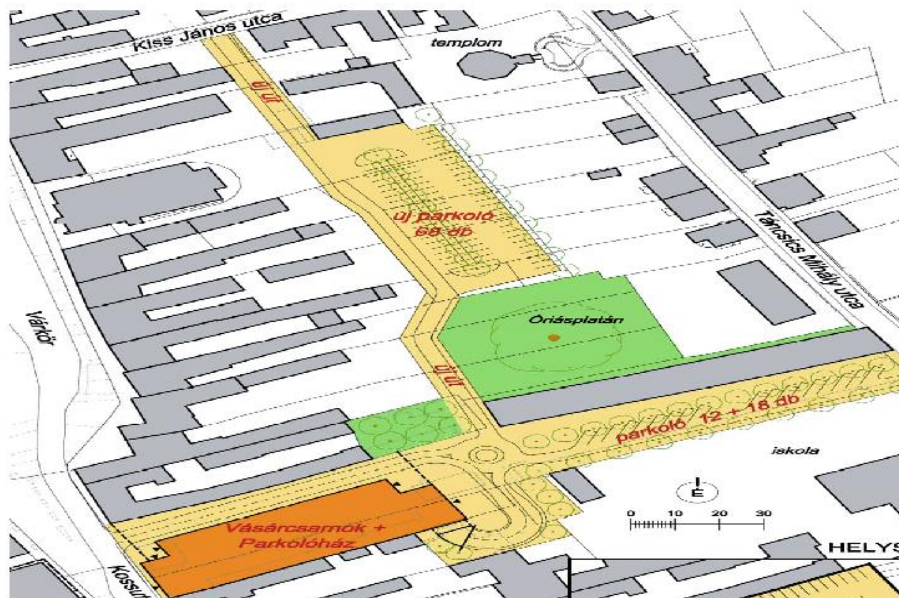 Kiss János utca
templom
új út
új parkoló
68 db
Táncsics Mihály utca
Óriásplatán
Várkör
új út
parkoló 12 + 18 db
iskola
É
0 10 20 30
Vásárcsarnok +
Parkolóház
HELYS